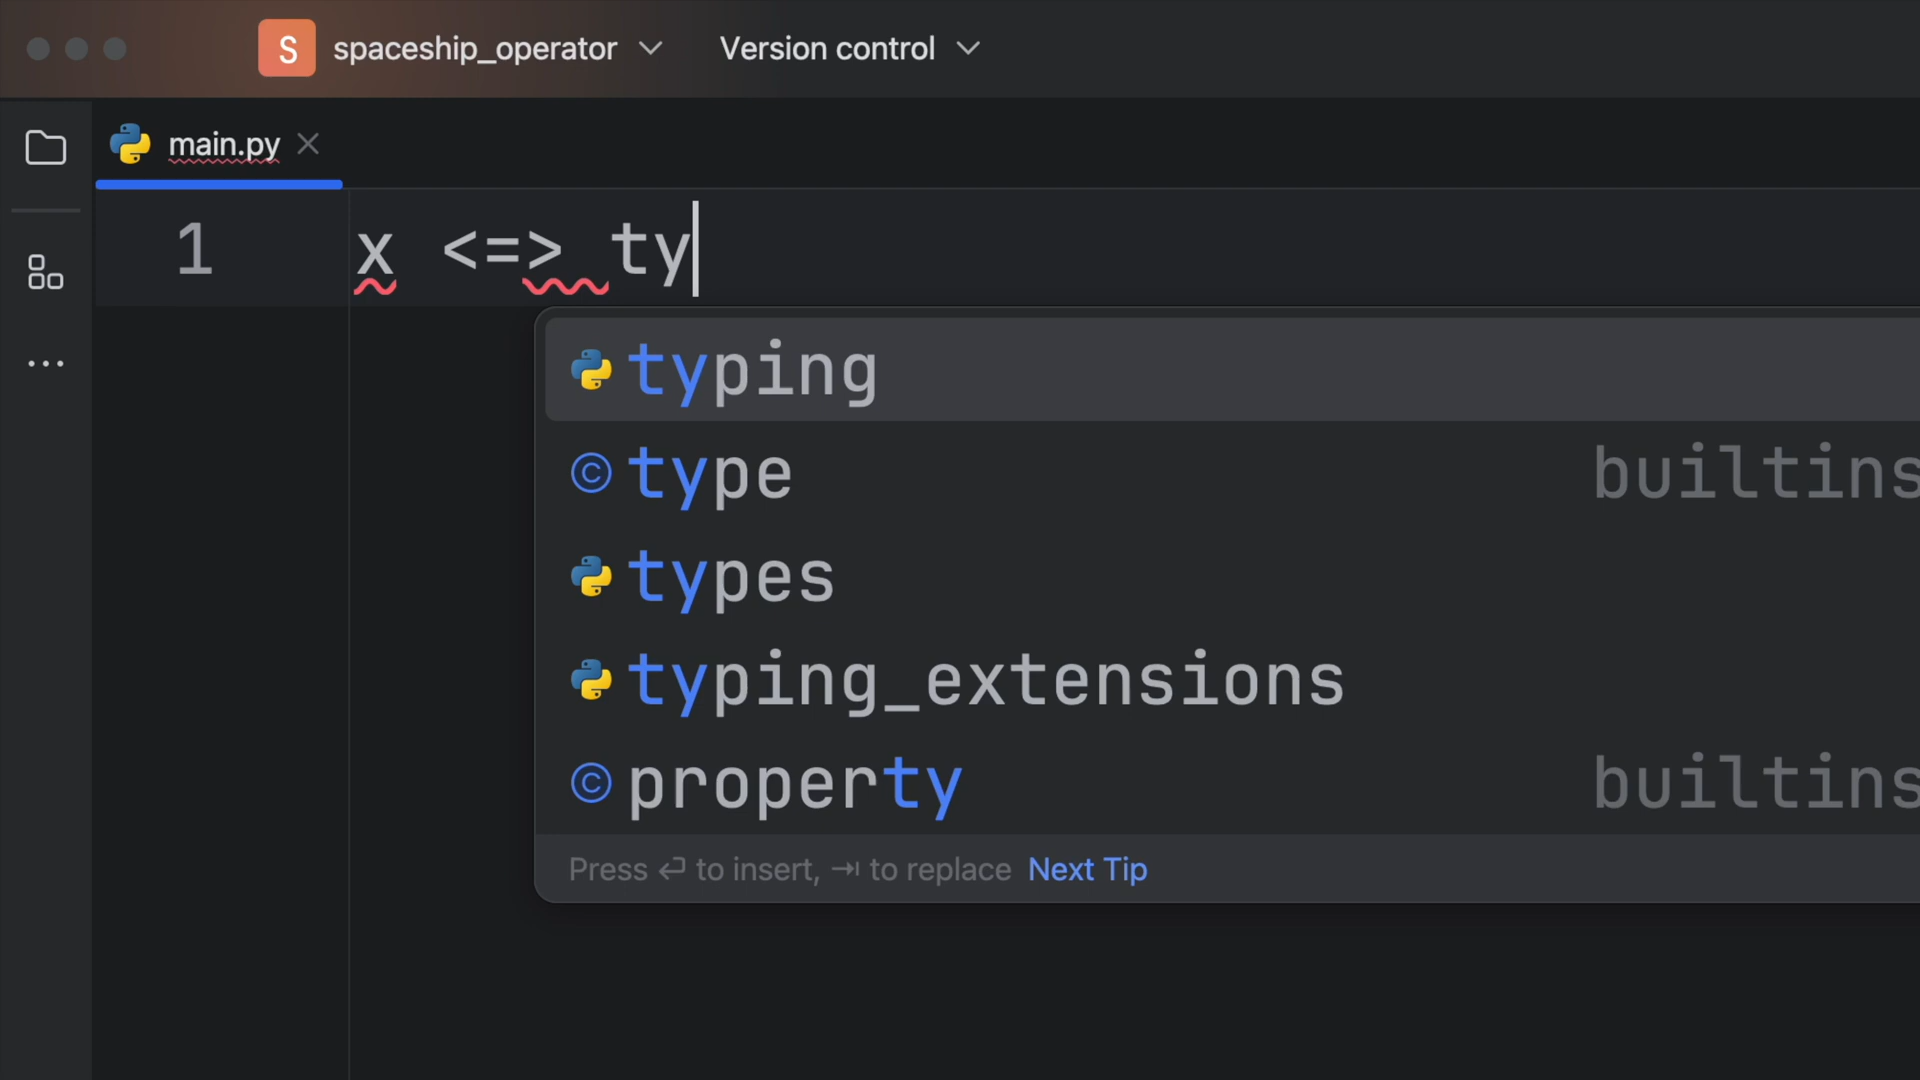 S spaceship_operator Version control
main.py
1 x <=> ty
typing
type builtins
types
typing_extensions
property builtins
Press ⏎ to insert, ⇥ to replace Next Tip